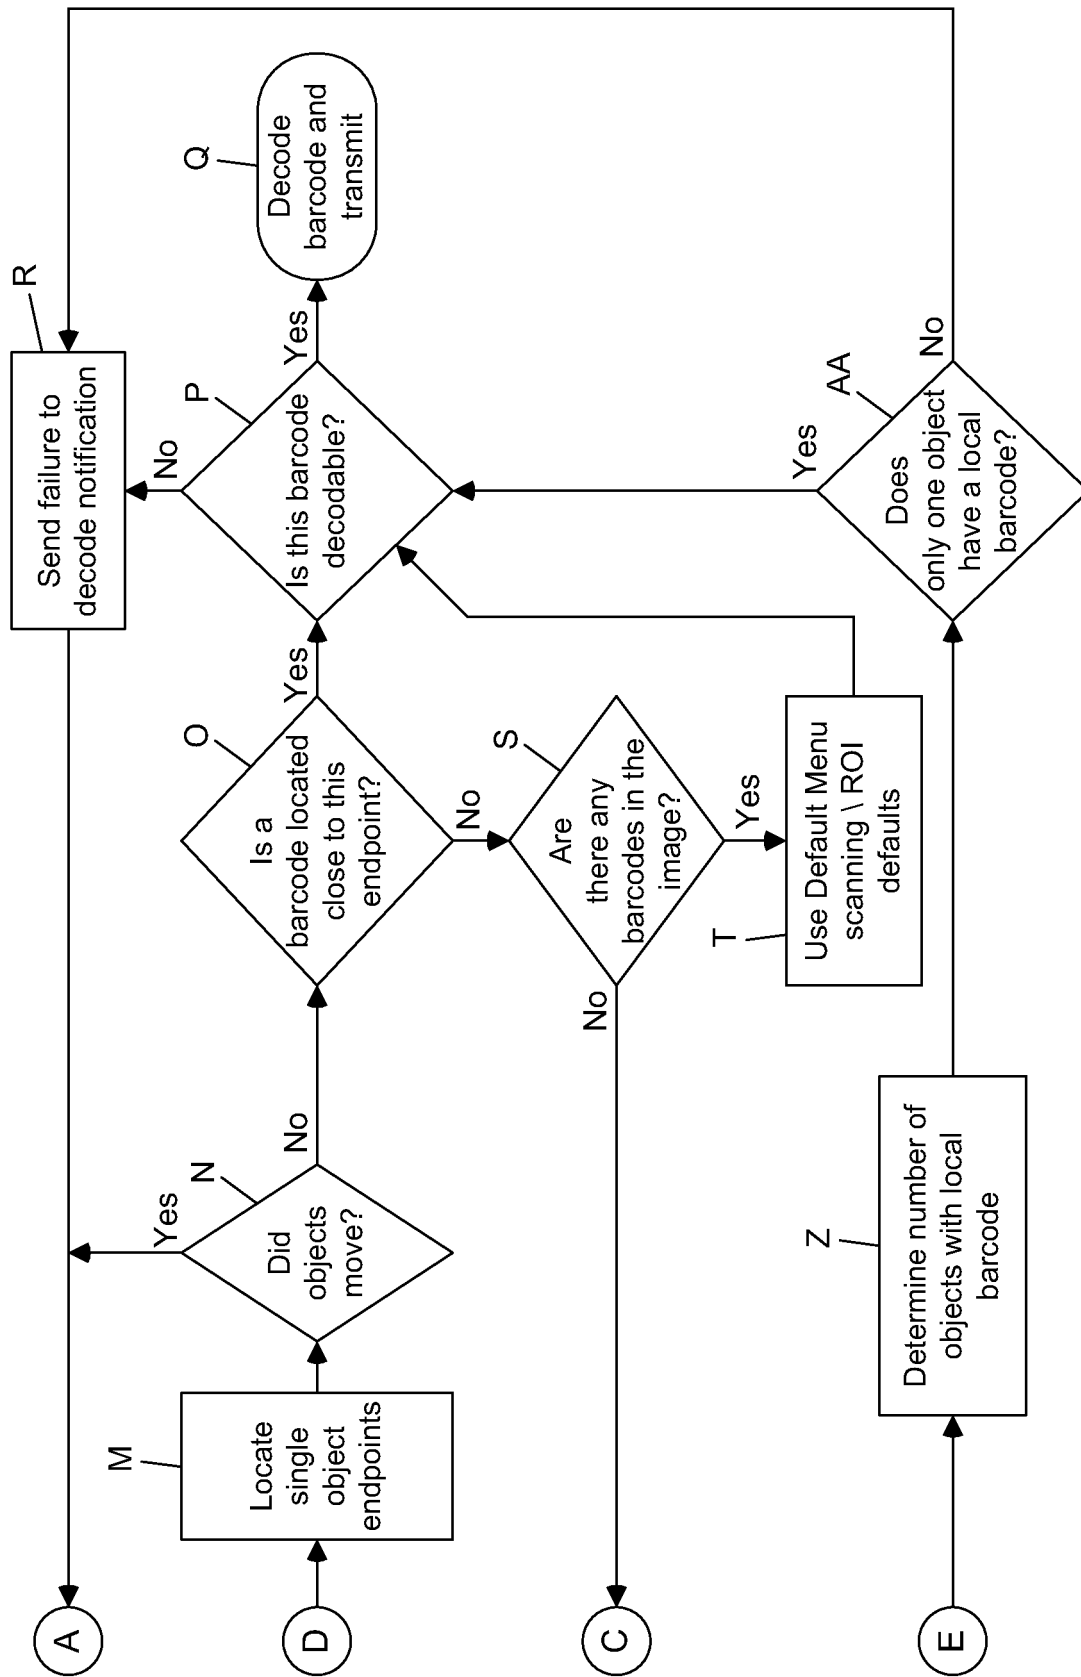 A
R
Send failure to
decode notification
D
M
Locate
single
object
endpoints
N
Did
objects
move?
Yes
No
O
Is a
barcode located
close to this
endpoint?
Yes
No
P
Is this barcode
decodable?
No
Yes
Q
Decode
barcode and
transmit
C
S
Are
there any
barcodes in the
image?
No
Yes
T
Use Default Menu
scanning \ ROI
defaults
E
Z
Determine number of
objects with local
barcode
AA
Does
only one object
have a local
barcode?
Yes
No